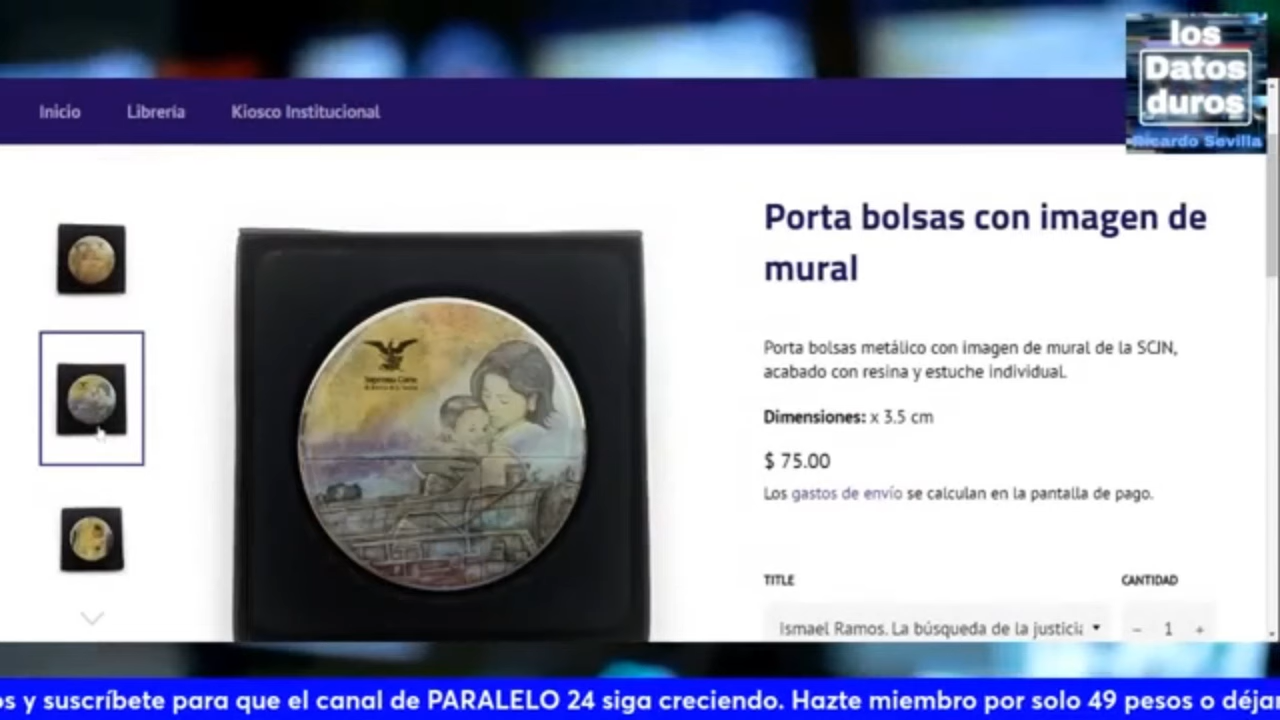 los
Datos
duros
Ricardo Sevilla
Inicio
Librería
Kiosco Institucional
Porta bolsas con imagen de
mural
Porta bolsas metálico con imagen de mural de la SCJN,
acabado con resina y estuche individual.
Dimensiones: x 3.5 cm
$ 75.00
Los gastos de envío se calculan en la pantalla de pago.
TITLE
CANTIDAD
Ismael Ramos. La búsqueda de la justicia
− 1 +
os y suscríbete para que el canal de PARALELO 24 siga creciendo. Hazte miembro por solo 49 pesos o déja